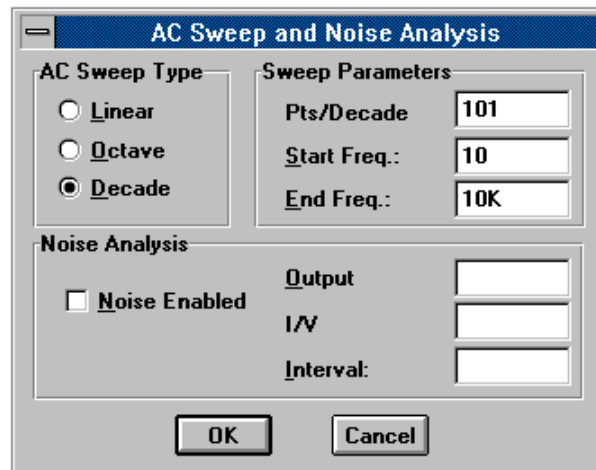 AC Sweep and Noise Analysis
AC Sweep Type
Linear
Octave
Decade
Sweep Parameters
Pts/Decade 101
Start Freq.: 10
End Freq.: 10K
Noise Analysis
Noise Enabled
Output
I/V
Interval:
OK Cancel